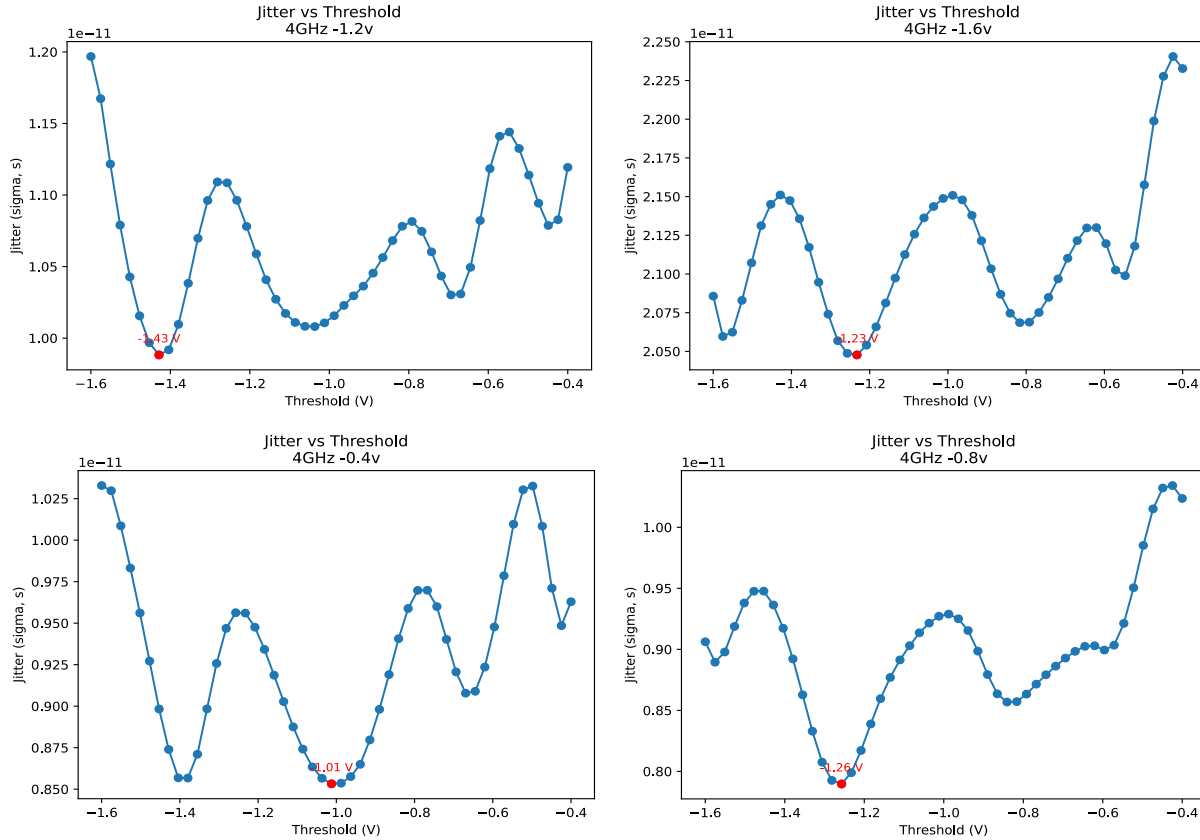 Jitter vs Threshold
4GHz -1.2v
1e-11
1.20
1.15
1.10
1.05
1.00
Jitter (sigma, s)
-1.43 V
−1.6 −1.4 −1.2 −1.0 −0.8 −0.6 −0.4
Threshold (V)
Jitter vs Threshold
4GHz -1.6v
1e-11
2.250
2.225
2.200
2.175
2.150
2.125
2.100
2.075
2.050
Jitter (sigma, s)
-1.23 V
−1.6 −1.4 −1.2 −1.0 −0.8 −0.6 −0.4
Threshold (V)
Jitter vs Threshold
4GHz -0.4v
1e-11
1.025
1.000
0.975
0.950
0.925
0.900
0.875
0.850
Jitter (sigma, s)
-1.01 V
−1.6 −1.4 −1.2 −1.0 −0.8 −0.6 −0.4
Threshold (V)
Jitter vs Threshold
4GHz -0.8v
1e-11
1.00
0.95
0.90
0.85
0.80
Jitter (sigma, s)
-1.26 V
−1.6 −1.4 −1.2 −1.0 −0.8 −0.6 −0.4
Threshold (V)